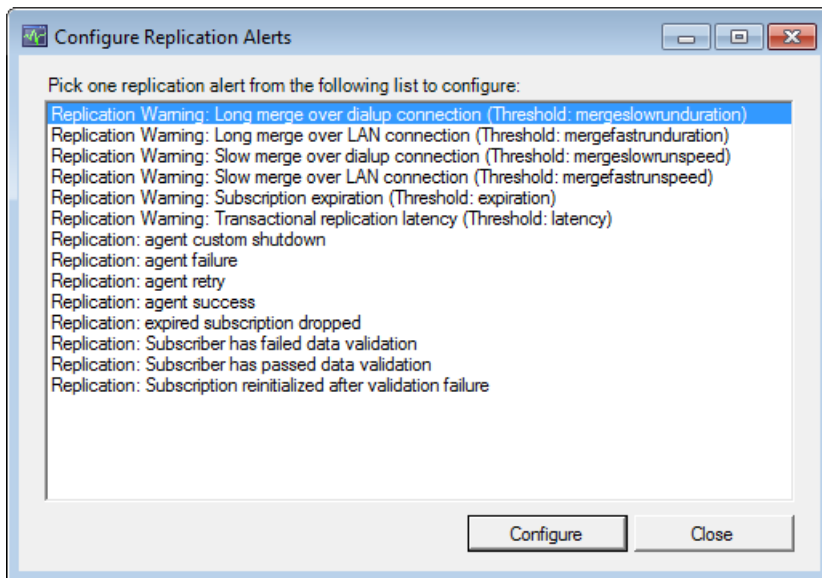 Configure Replication Alerts
Pick one replication alert from the following list to configure:
Replication Warning: Long merge over dialup connection (Threshold: mergeslowrunduration)
Replication Warning: Long merge over LAN connection (Threshold: mergefastrunduration)
Replication Warning: Slow merge over dialup connection (Threshold: mergeslowrunspeed)
Replication Warning: Slow merge over LAN connection (Threshold: mergefastrunspeed)
Replication Warning: Subscription expiration (Threshold: expiration)
Replication Warning: Transactional replication latency (Threshold: latency)
Replication: agent custom shutdown
Replication: agent failure
Replication: agent retry
Replication: agent success
Replication: expired subscription dropped
Replication: Subscriber has failed data validation
Replication: Subscriber has passed data validation
Replication: Subscription reinitialized after validation failure
Configure Close